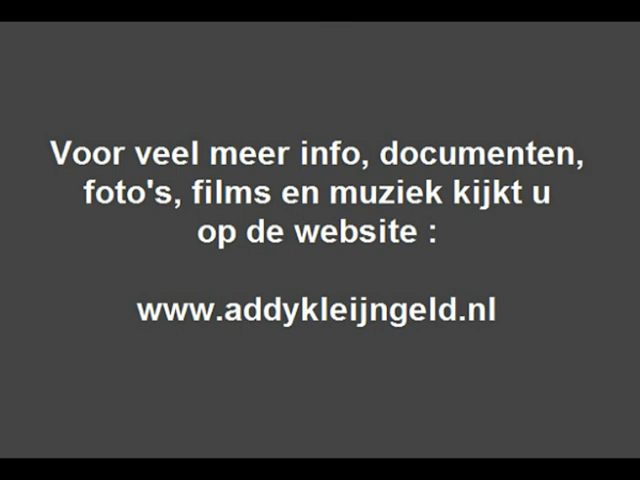 Voor veel meer info, documenten,
foto's, films en muziek kijkt u
op de website :
www.addykleijngeld.nl